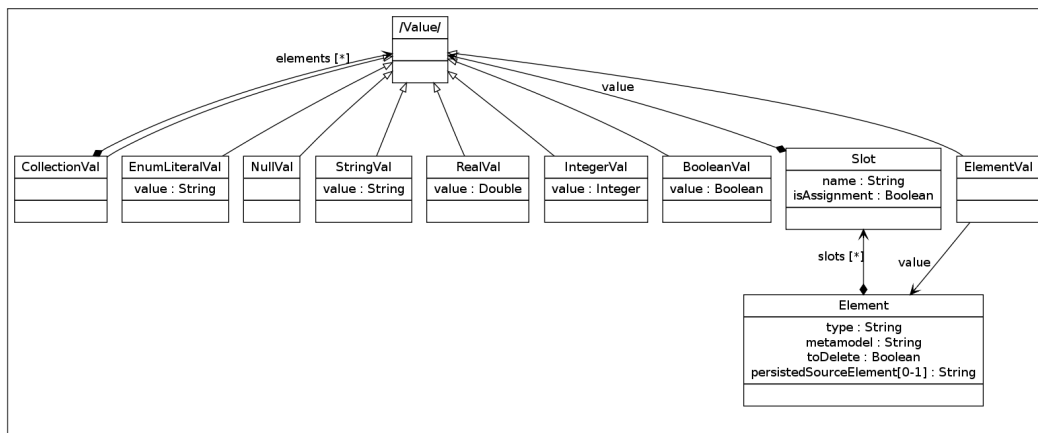 /Value/
elements [*]
value
CollectionVal
EnumLiteralVal
value : String
NullVal
StringVal
value : String
RealVal
value : Double
IntegerVal
value : Integer
BooleanVal
value : Boolean
Slot
name : String
isAssignment : Boolean
ElementVal
slots [*]
value
Element
type : String
metamodel : String
toDelete : Boolean
persistedSourceElement[0-1] : String